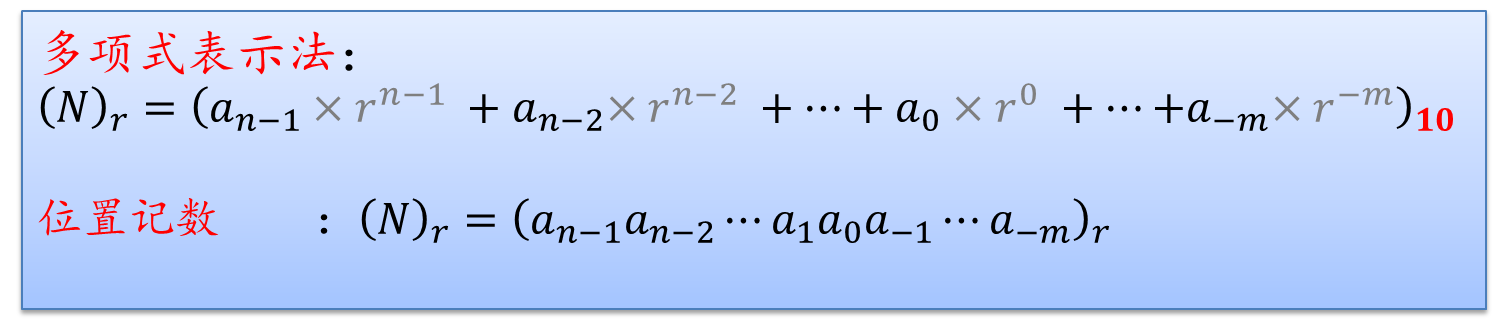 多项式表示法：
(N)_r = (a_{n−1} × r^{n−1} + a_{n−2} × r^{n−2} + ⋯ + a_0 × r^0 + ⋯ + a_{−m} × r^{−m})_{10}
位置记数 ：(N)_r = (a_{n−1}a_{n−2} ⋯ a_1a_0a_{−1} ⋯ a_{−m})_r